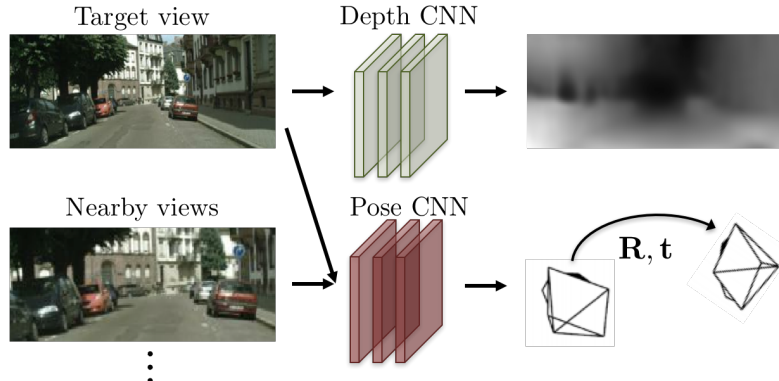 Target view
Depth CNN
Nearby views
Pose CNN
R, t